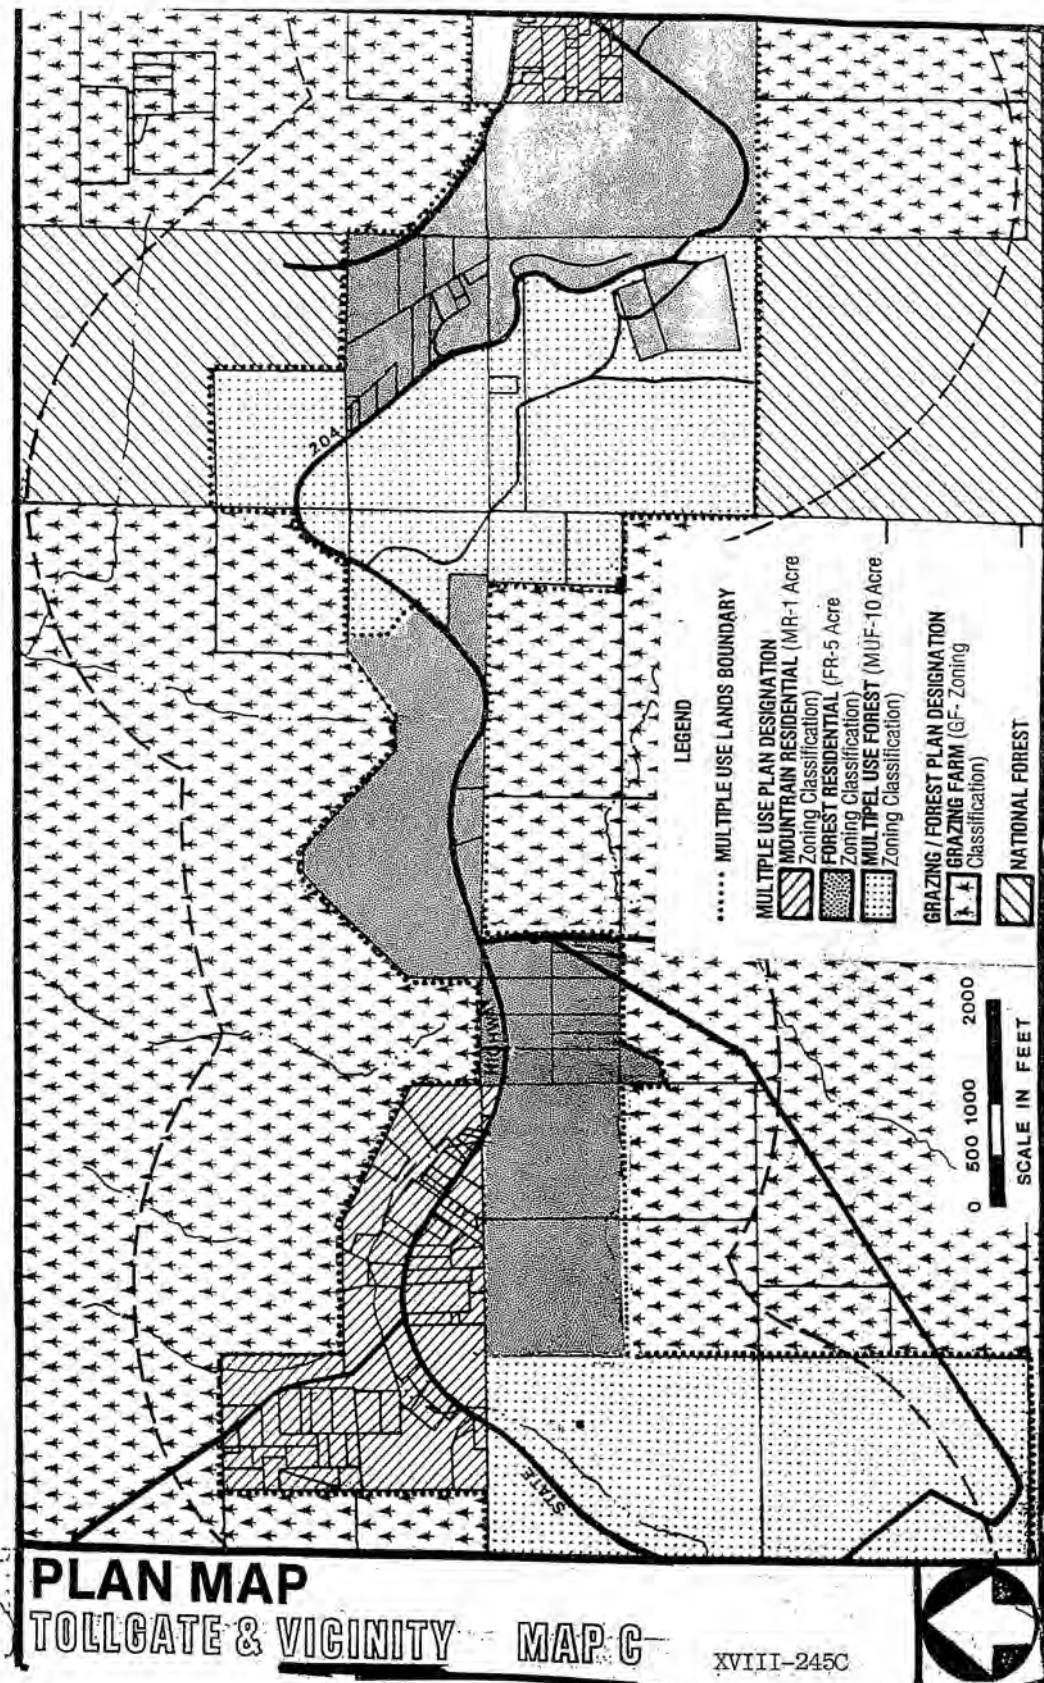 204
HIGHWAY
STATE
LEGEND
MULTIPLE USE LANDS BOUNDARY
MULTIPLE USE PLAN DESIGNATION
MOUNTRAIN RESIDENTIAL (MR-1 Acre
Zoning Classification)
FOREST RESIDENTIAL (FR-5 Acre
Zoning Classification)
MULTIPEL USE FOREST (MUF-10 Acre
Zoning Classification)
GRAZING / FOREST PLAN DESIGNATION
GRAZING FARM (GF- Zoning
Classification)
NATIONAL FOREST
0 500 1000 2000
SCALE IN FEET
PLAN MAP
TOLLGATE & VICINITY MAP C
XVIII-245C